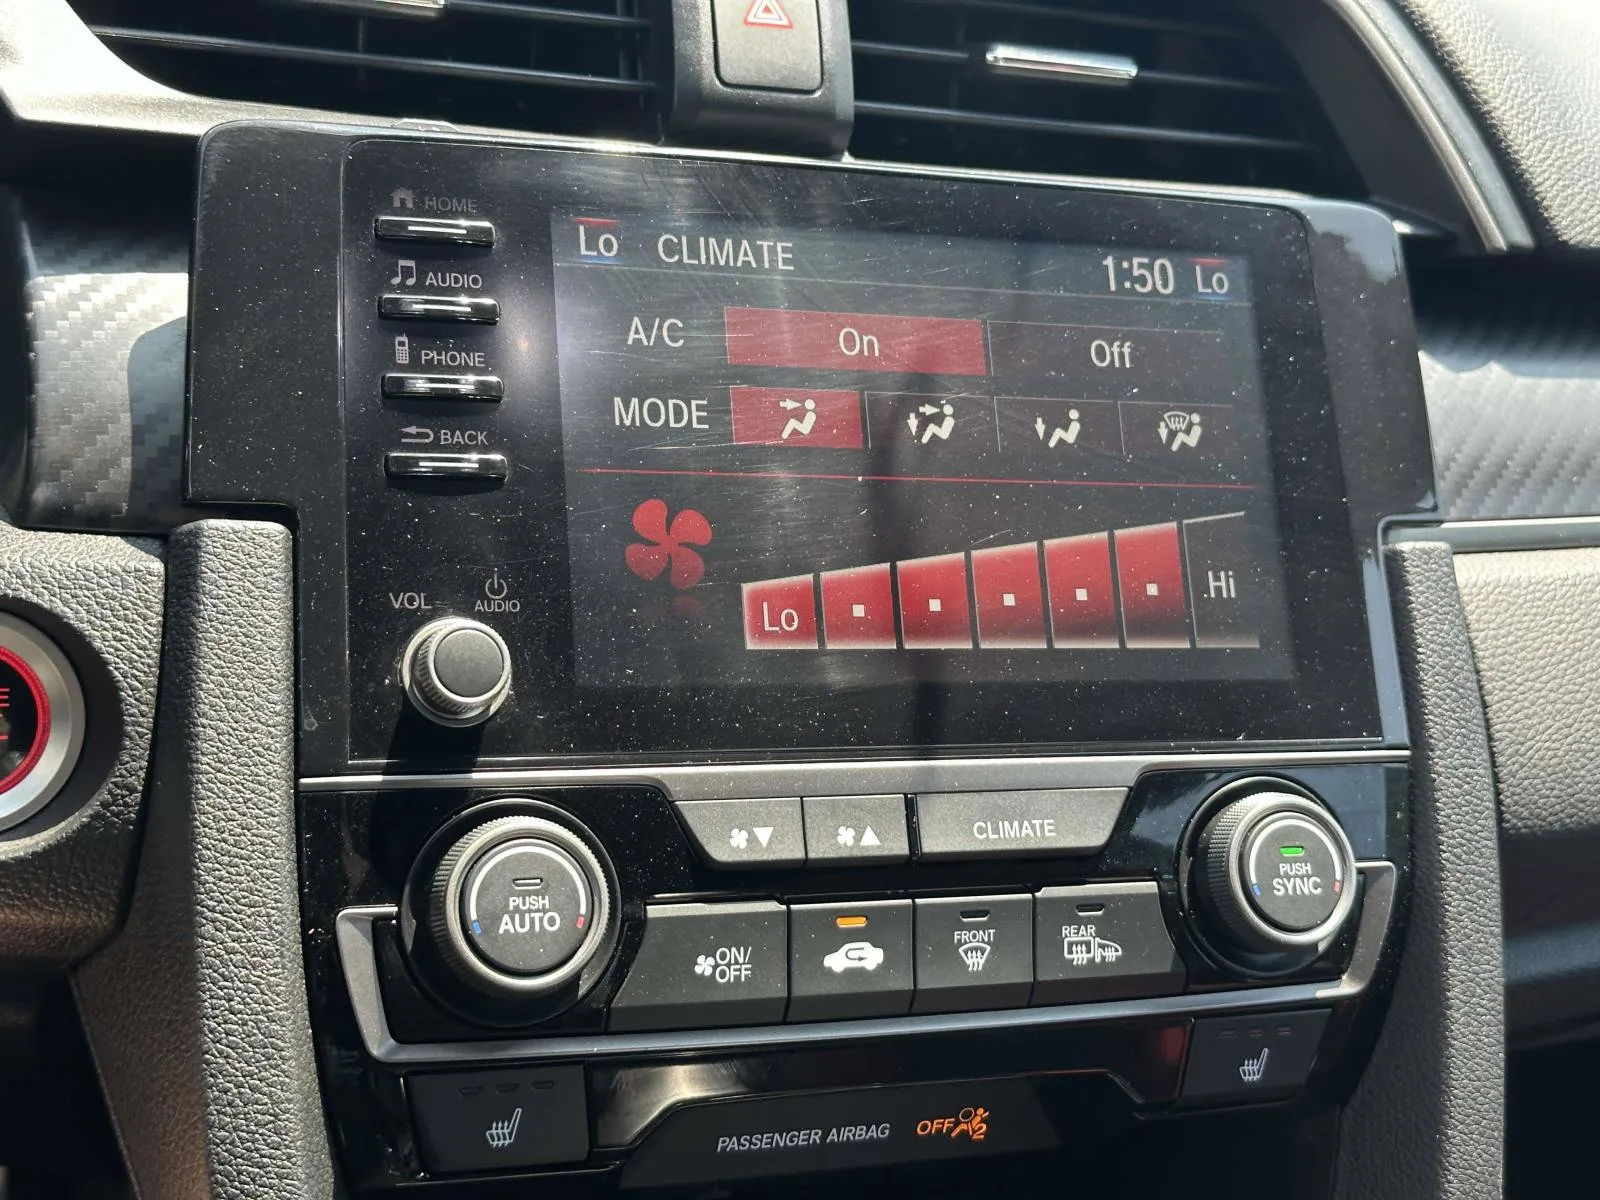 HOME
AUDIO
PHONE
BACK
VOL
AUDIO
Lo CLIMATE 1:50 Lo
A/C On Off
MODE
Lo Hi
CLIMATE
PUSH
AUTO
ON/
OFF
FRONT
REAR
PUSH
SYNC
PASSENGER AIRBAG OFF 2